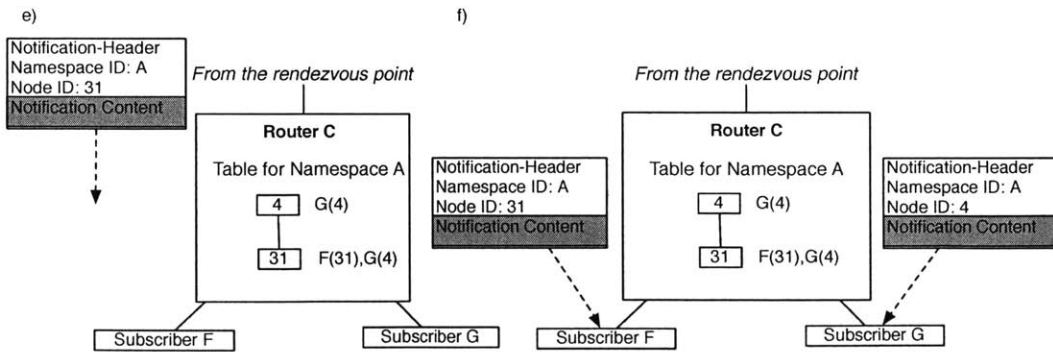 e)
Notification-Header
Namespace ID: A
Node ID: 31
Notification Content
From the rendezvous point
Router C
Table for Namespace A
4 G(4)
31 F(31),G(4)
Subscriber F
Subscriber G
f)
From the rendezvous point
Router C
Table for Namespace A
Notification-Header
Namespace ID: A
Node ID: 31
Notification Content
4 G(4)
31 F(31),G(4)
Notification-Header
Namespace ID: A
Node ID: 4
Notification Content
Subscriber F
Subscriber G